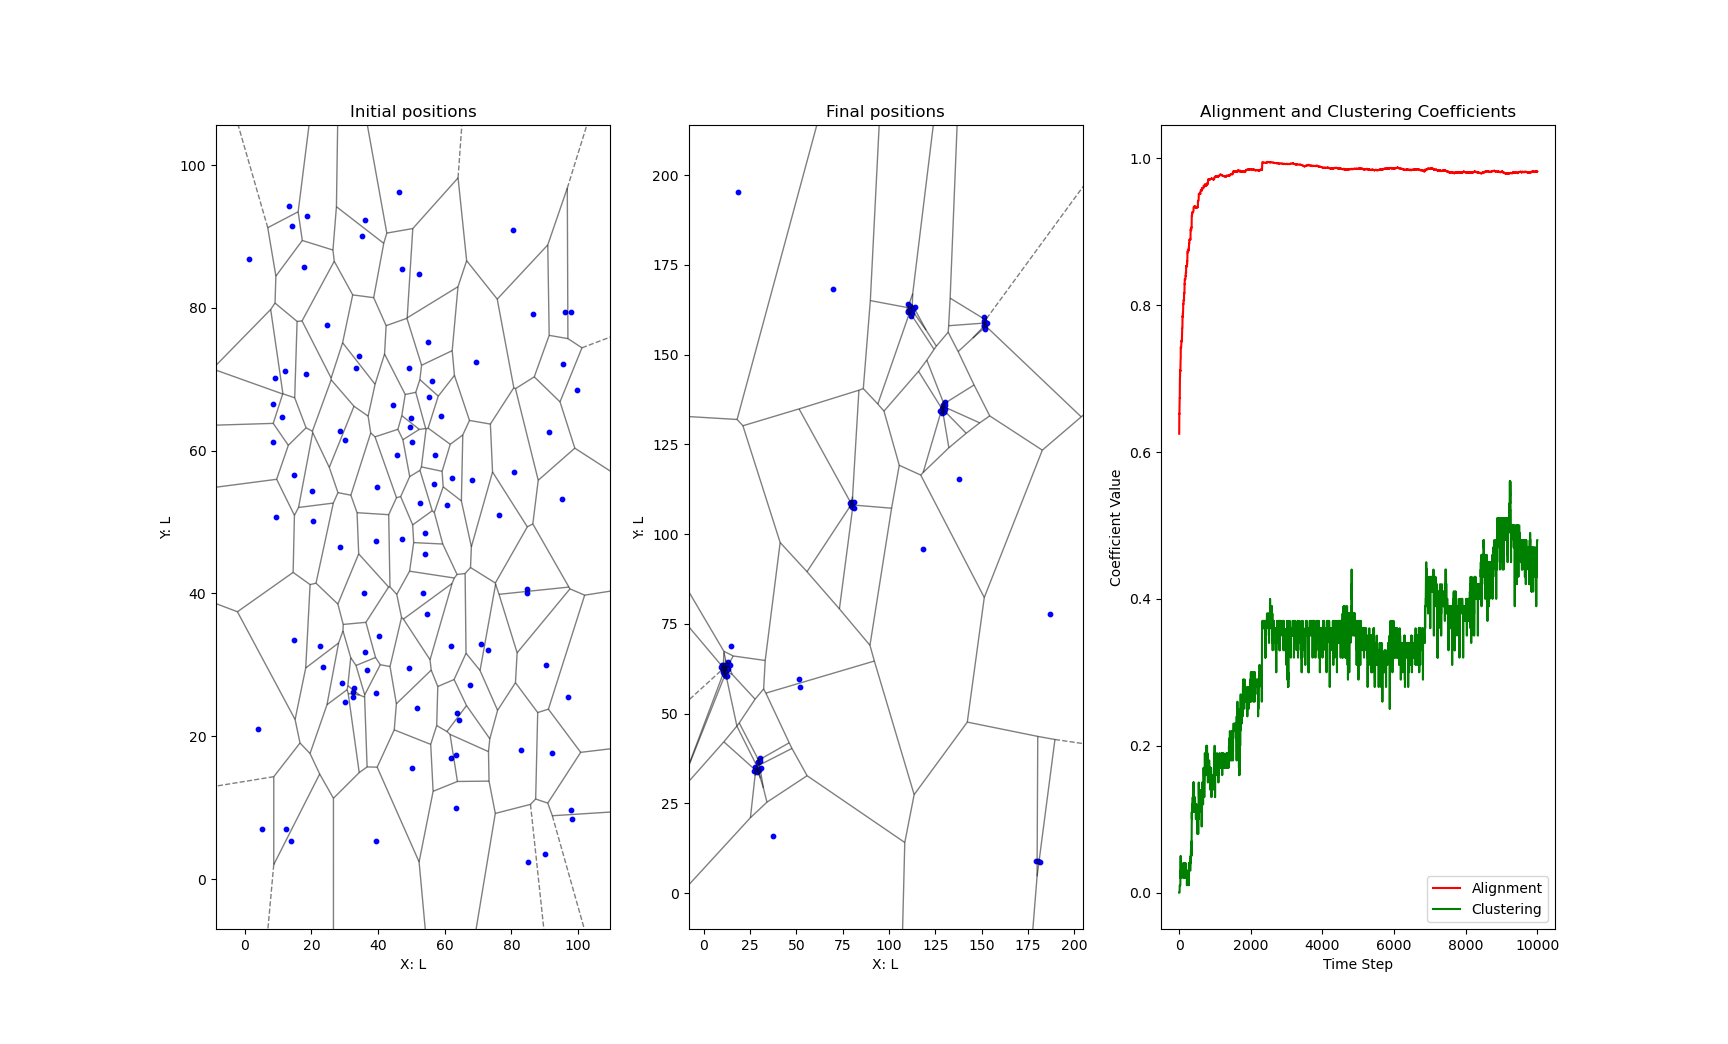 Initial positions
Final positions
Alignment and Clustering Coefficients
100
80
60
40
20
0
Y: L
0 20 40 60 80 100
X: L
200
175
150
125
100
75
50
25
0
Y: L
0 25 50 75 100 125 150 175 200
X: L
1.0
0.8
0.6
0.4
0.2
0.0
Coefficient Value
0 2000 4000 6000 8000 10000
Time Step
Alignment
Clustering